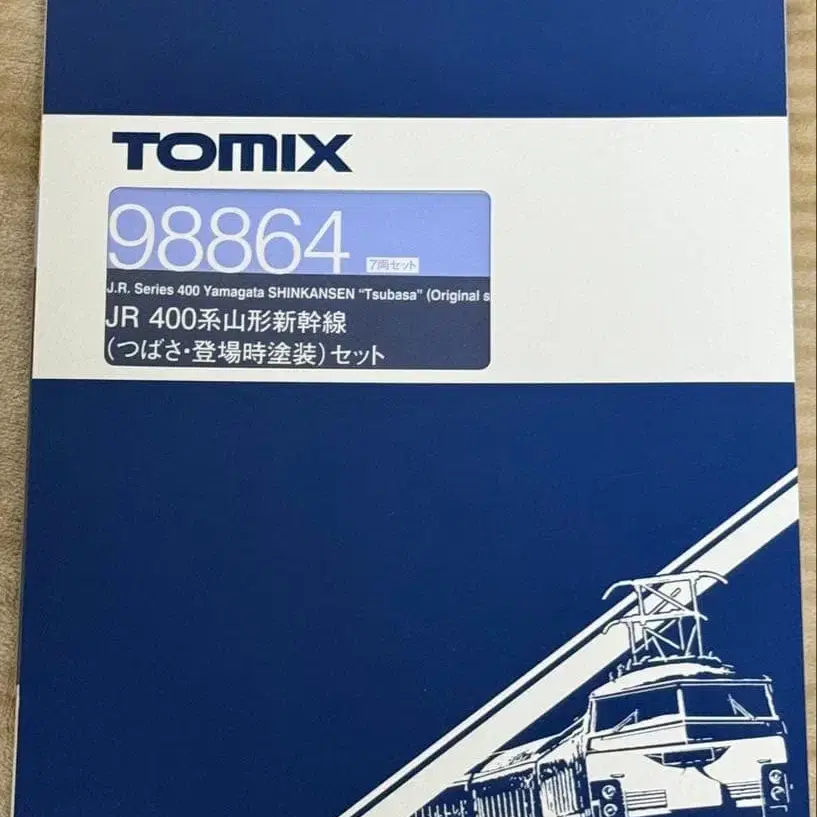 TOMIX
98864
7両セット
J.R. Series 400 Yamagata SHINKANSEN "Tsubasa" (Original s
JR 400系山形新幹線
(つばさ・登場時塗装)セット